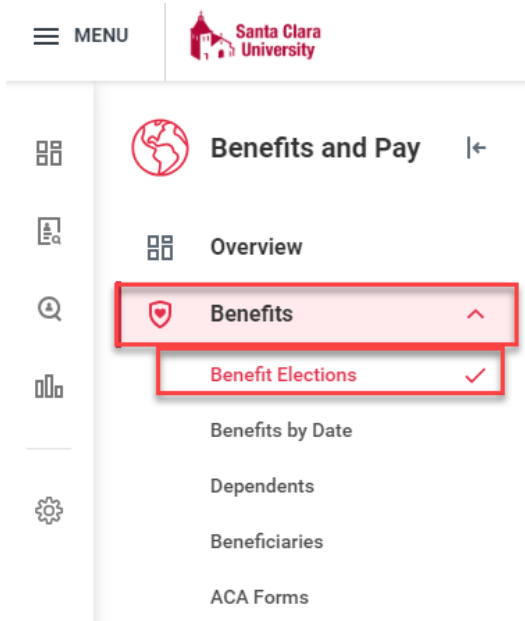 MENU
Santa Clara
University
Benefits and Pay
Overview
Benefits
Benefit Elections
Benefits by Date
Dependents
Beneficiaries
ACA Forms